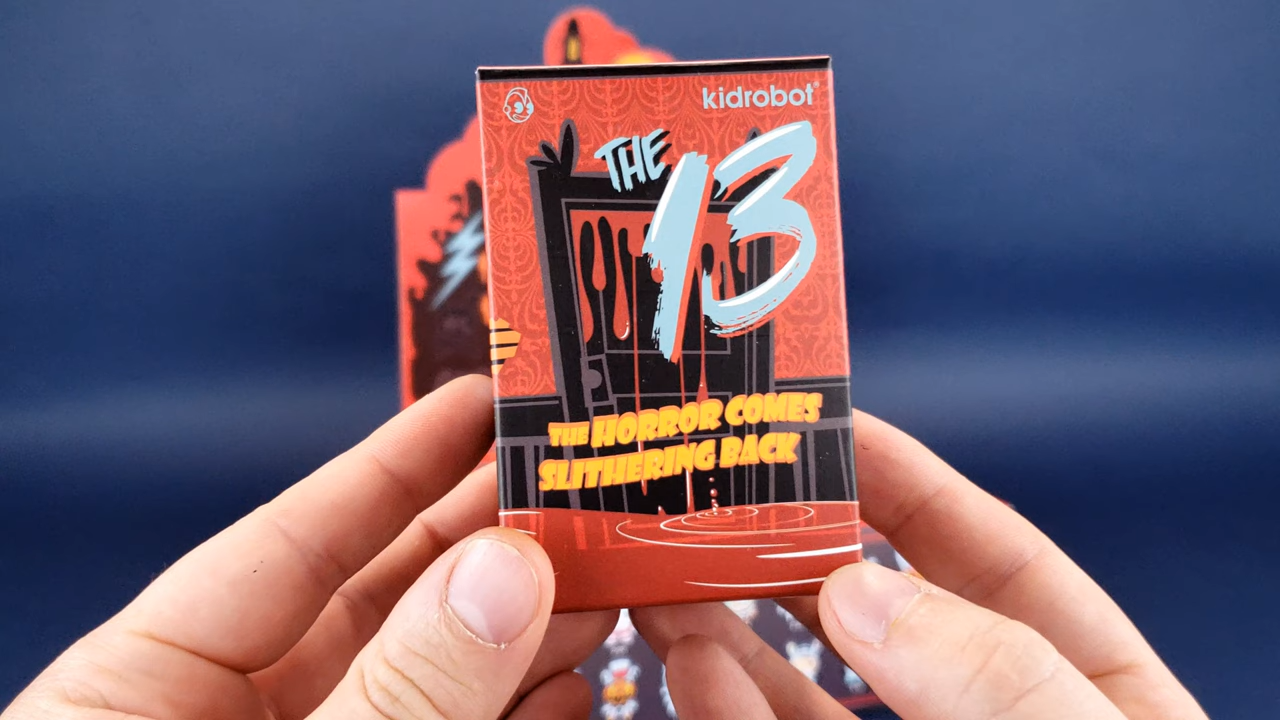 kidrobot®
THE
13
THE HORROR COMES
SLITHERING BACK